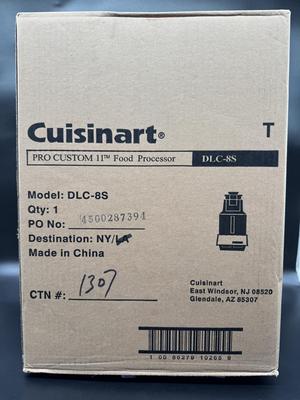 Cuisinart®
T
PRO CUSTOM 11™ Food Processor DLC-8S
Model: DLC-8S
Qty: 1
PO No: 4500287394
Destination: NY/LA
Made in China
CTN #: 1307
Cuisinart
East Windsor, NJ 08520
Glendale, AZ 85307